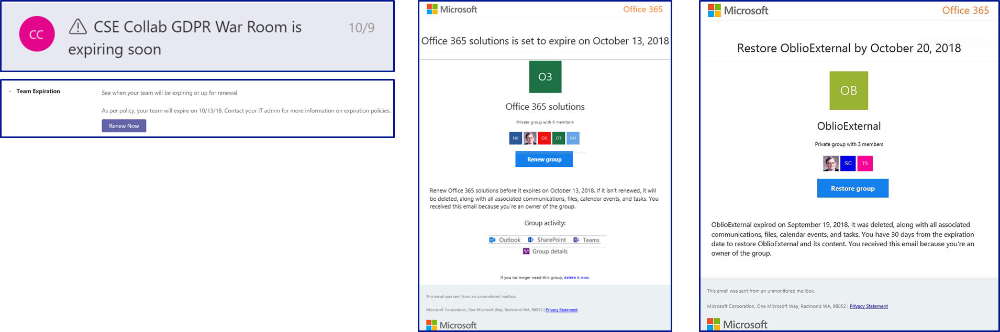 CC
CSE Collab GDPR War Room is
expiring soon
10/9
Team Expiration
See when your team will be expiring or up for renewal
As per policy, your team will expire on 10/13/18. Contact your IT admin for more information on expiration policies.
Renew Now
Microsoft
Office 365
Office 365 solutions is set to expire on October 13, 2018
O3
Office 365 solutions
Private group with 6 members
NK OS DT BH
Renew group
Renew Office 365 solutions before it expires on October 13, 2018. If it isn't renewed, it will
be deleted, along with all associated communications, files, calendar events, and tasks. You
received this email because you're an owner of the group.
Group activity:
Outlook SharePoint Teams
Group details
If you no longer need this group, delete it now.
This email was sent from an unmonitored mailbox.
Microsoft Corporation, One Microsoft Way, Redmond WA, 98052 | Privacy Statement
Microsoft
Microsoft
Office 365
Restore OblioExternal by October 20, 2018
OB
OblioExternal
Private group with 3 members
SC TS
Restore group
OblioExternal expired on September 19, 2018. It was deleted, along with all associated
communications, files, calendar events, and tasks. You have 30 days from the expiration
date to restore OblioExternal and its content. You received this email because you're an
owner of the group.
This email was sent from an unmonitored mailbox.
Microsoft Corporation, One Microsoft Way, Redmond WA, 98052 | Privacy Statement
Microsoft